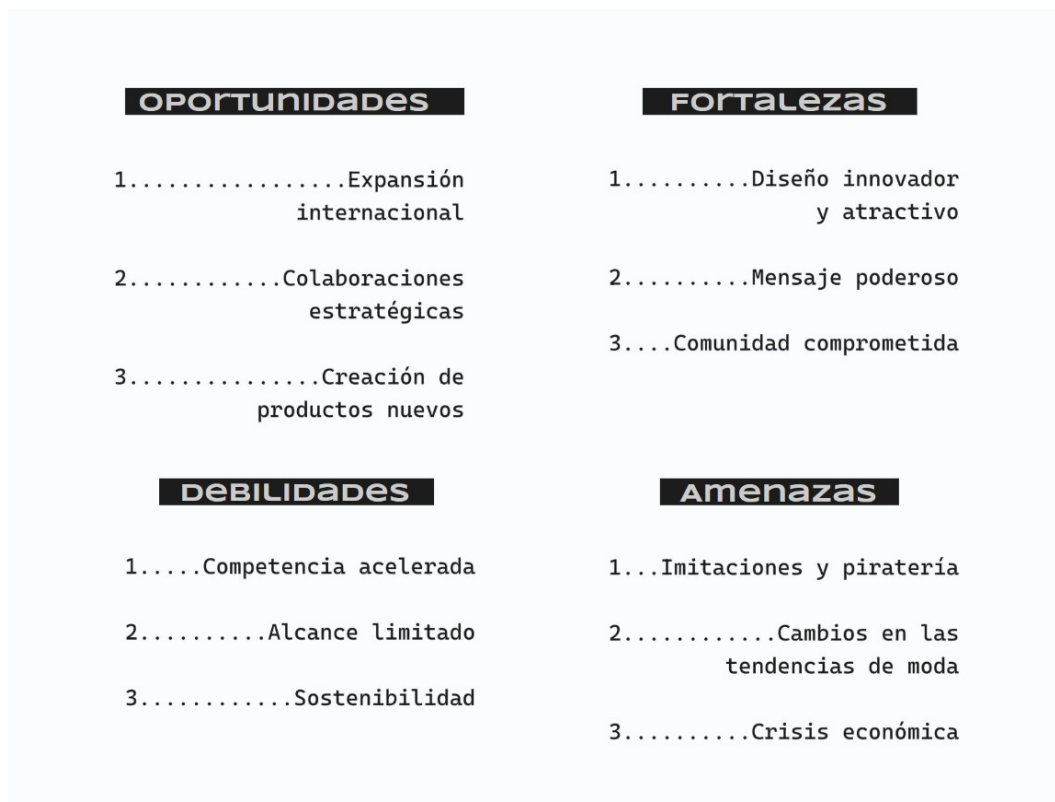 OPORTUNIDADES
1.................Expansión
internacional
2............Colaboraciones
estratégicas
3...............Creación de
productos nuevos
FORTALEZAS
1..........Diseño innovador
y atractivo
2..........Mensaje poderoso
3....Comunidad comprometida
DEBILIDADES
1.....Competencia acelerada
2..........Alcance limitado
3............Sostenibilidad
AMENAZAS
1...Imitaciones y piratería
2............Cambios en las
tendencias de moda
3..........Crisis económica